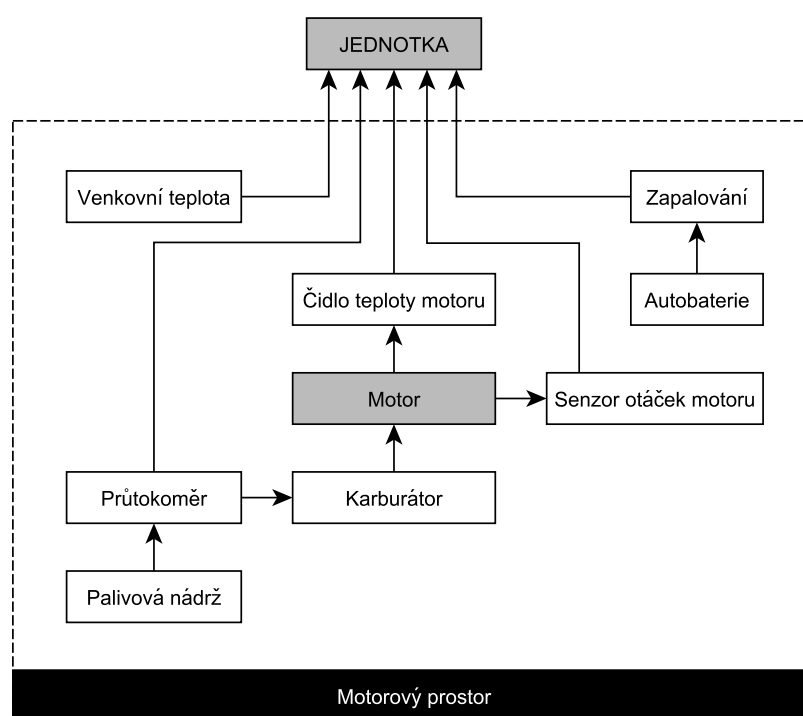 JEDNOTKA
Venkovní teplota
Zapalování
Čidlo teploty motoru
Autobaterie
Motor
Senzor otáček motoru
Průtokoměr
Karburátor
Palivová nádrž
Motorový prostor